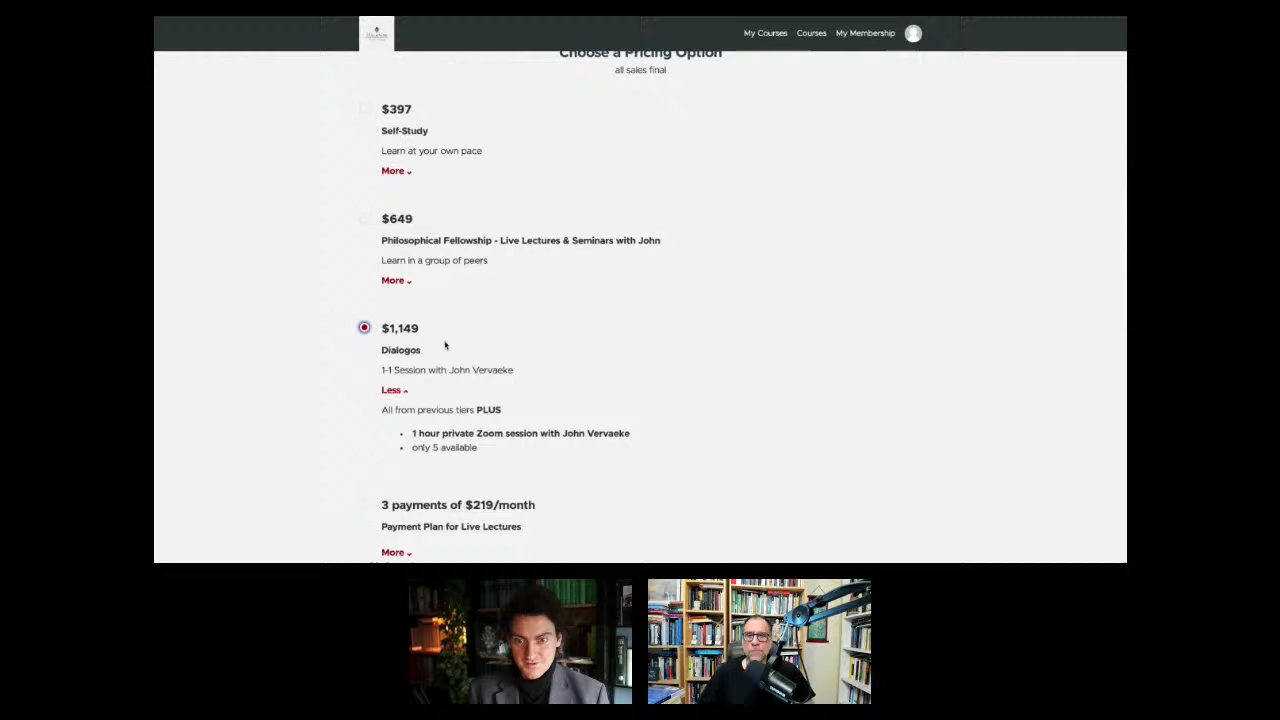 My Courses Courses My Membership
Choose a Pricing Option
all sales final
$397
Self-Study
Learn at your own pace
More
$649
Philosophical Fellowship - Live Lectures & Seminars with John
Learn in a group of peers
More
$1,149
Dialogos
1-1 Session with John Vervaeke
Less
All from previous tiers PLUS
• 1 hour private Zoom session with John Vervaeke
• only 5 available
3 payments of $219/month
Payment Plan for Live Lectures
More